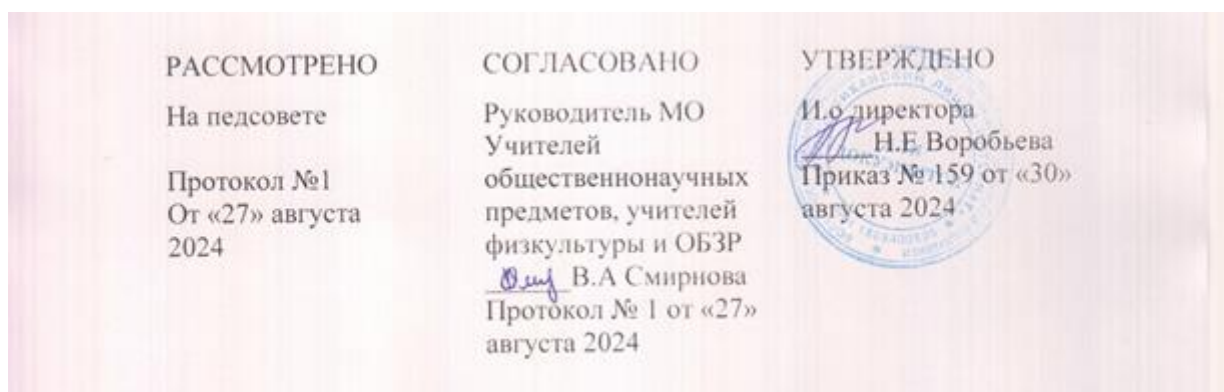 РАССМОТРЕНО
На педсовете
Протокол №1
От «27» августа
2024
СОГЛАСОВАНО
Руководитель МО
Учителей
общественнонаучных
предметов, учителей
физкультуры и ОБЗР
В.А Смирнова
Протокол № 1 от «27»
августа 2024
УТВЕРЖДЕНО
И.о директора
Н.Е Воробьева
Приказ № 159 от «30»
августа 2024